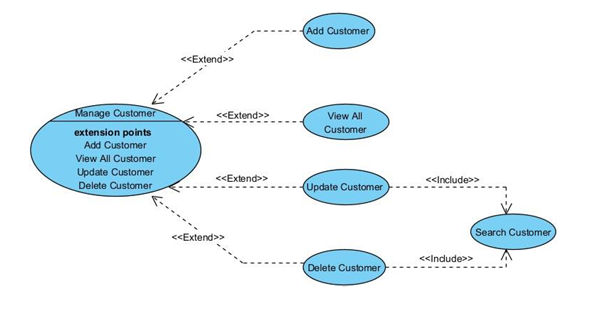 Add Customer
<<Extend>>
Manage Customer
extension points
Add Customer
View All Customer
Update Customer
Delete Customer
<<Extend>>
View All
Customer
<<Extend>>
Update Customer
<<Include>>
Search Customer
<<Extend>>
Delete Customer
<<Include>>